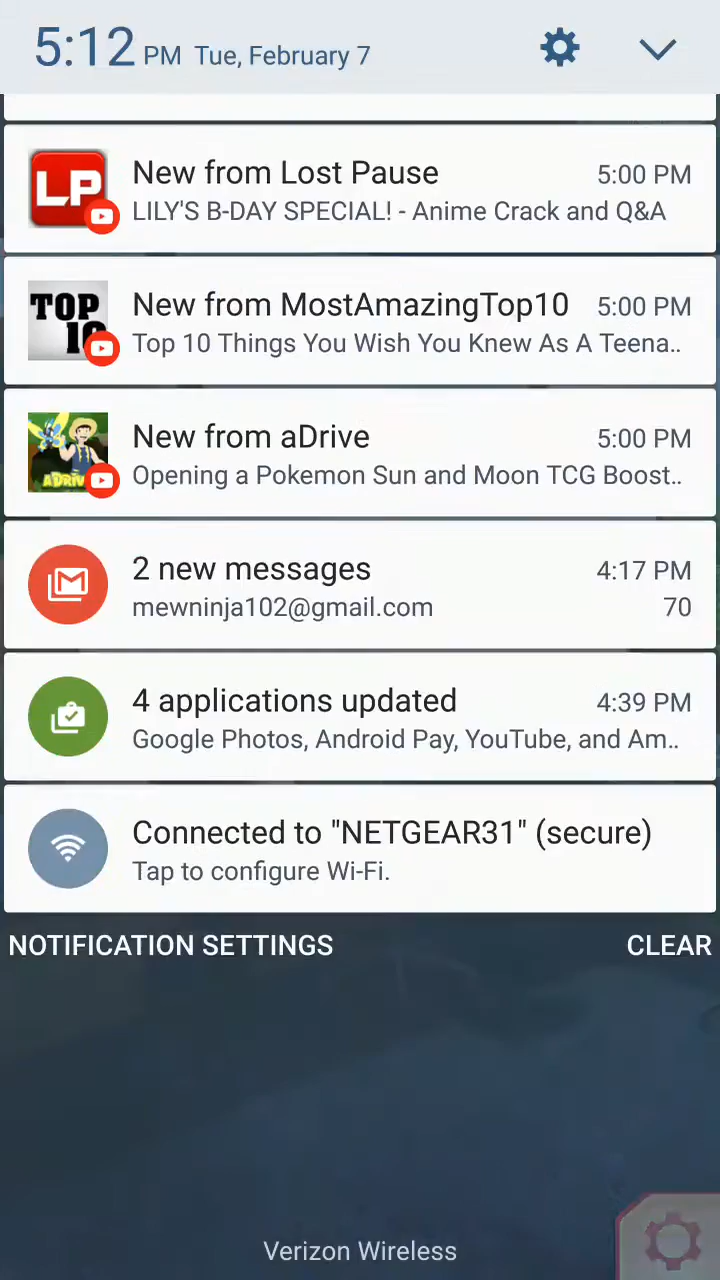 5:12 PM Tue, February 7
LP
New from Lost Pause 5:00 PM
LILY'S B-DAY SPECIAL! - Anime Crack and Q&A
TOP
10
New from MostAmazingTop10 5:00 PM
Top 10 Things You Wish You Knew As A Teena..
New from aDrive 5:00 PM
Opening a Pokemon Sun and Moon TCG Boost..
ADRIV
2 new messages 4:17 PM
mewninja102@gmail.com 70
4 applications updated 4:39 PM
Google Photos, Android Pay, YouTube, and Am..
Connected to "NETGEAR31" (secure)
Tap to configure Wi-Fi.
NOTIFICATION SETTINGS CLEAR
Verizon Wireless